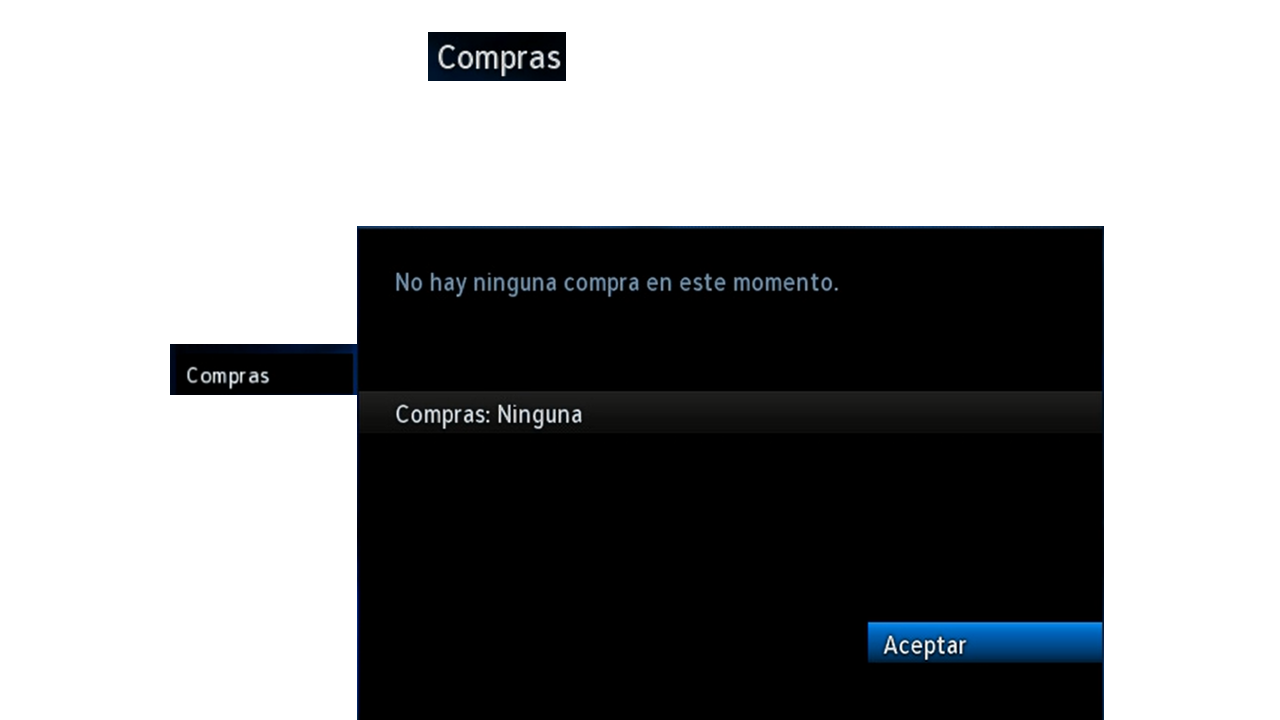 Compras
No hay ninguna compra en este momento.
Compras
Compras: Ninguna
Aceptar